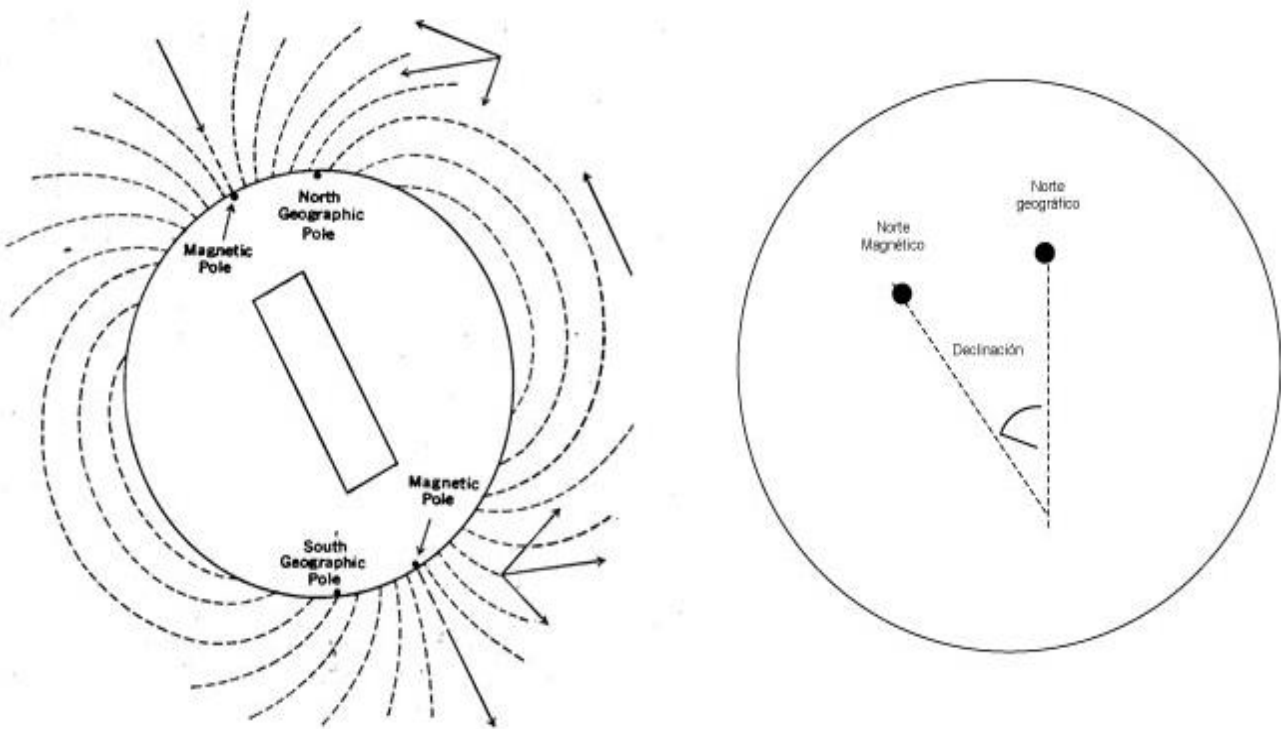 North
Geographic
Pole
Magnetic
Pole
Magnetic
Pole
South
Geographic
Pole
Norte
geográfico
Norte
Magnético
Declinación